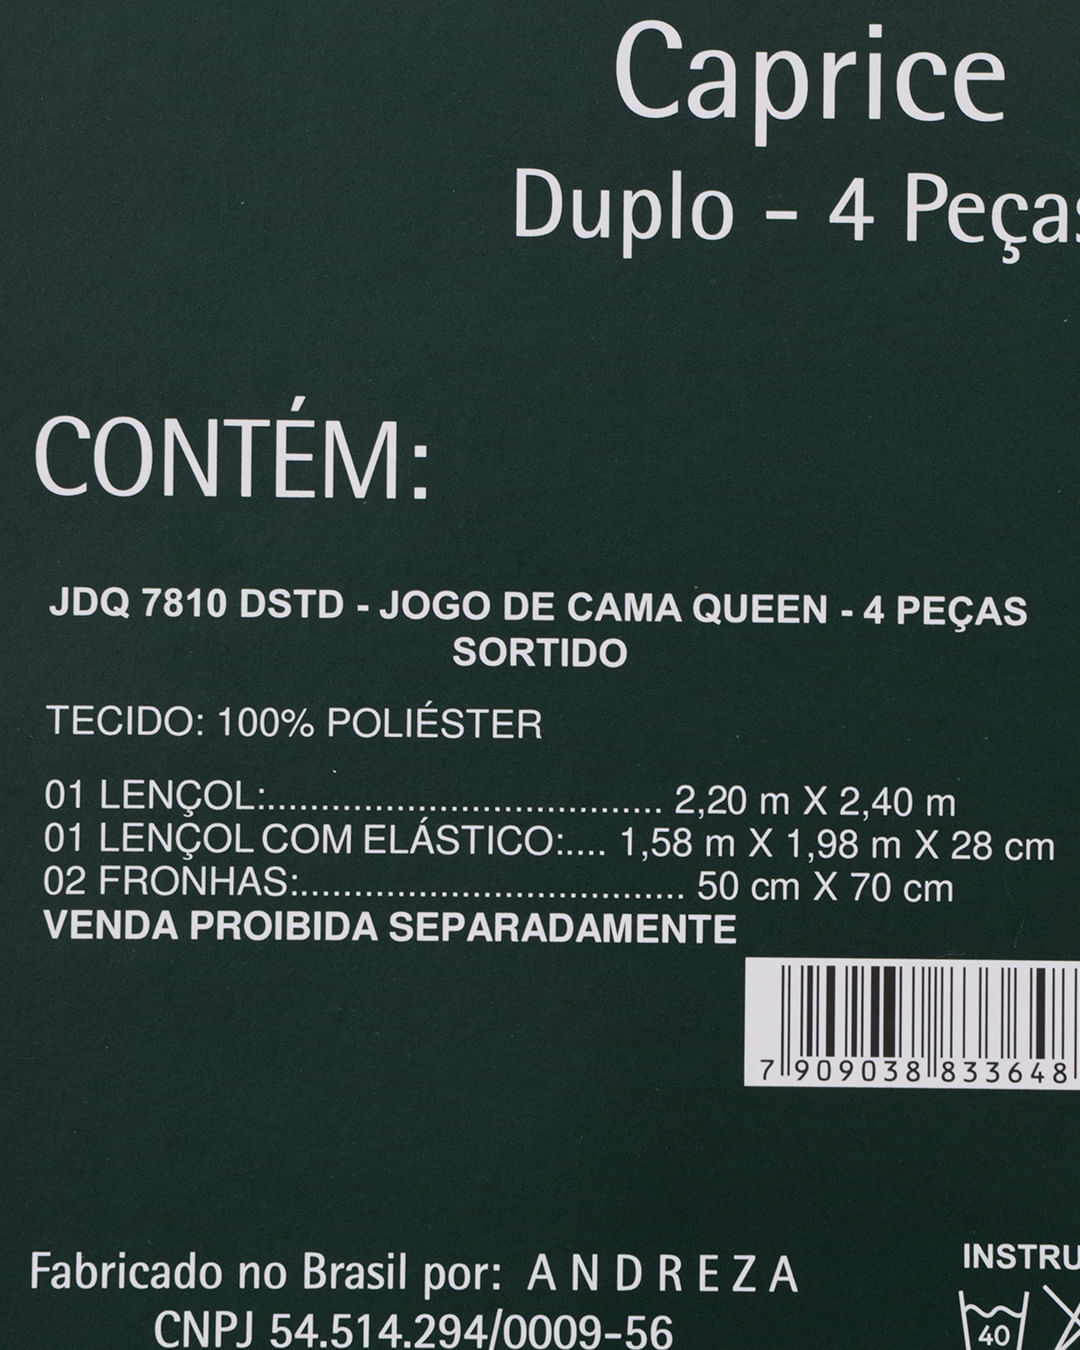 Caprice
Duplo - 4 Peças
CONTÉM:
JDQ 7810 DSTD - JOGO DE CAMA QUEEN - 4 PEÇAS
SORTIDO
TECIDO: 100% POLIÉSTER
01 LENÇOL:..................................... 2,20 m X 2,40 m
01 LENÇOL COM ELÁSTICO:.... 1,58 m X 1,98 m X 28 cm
02 FRONHAS:.................................... 50 cm X 70 cm
VENDA PROIBIDA SEPARADAMENTE
7 909038 833648
Fabricado no Brasil por: ANDREZA
CNPJ 54.514.294/0009-56
INSTRU
40